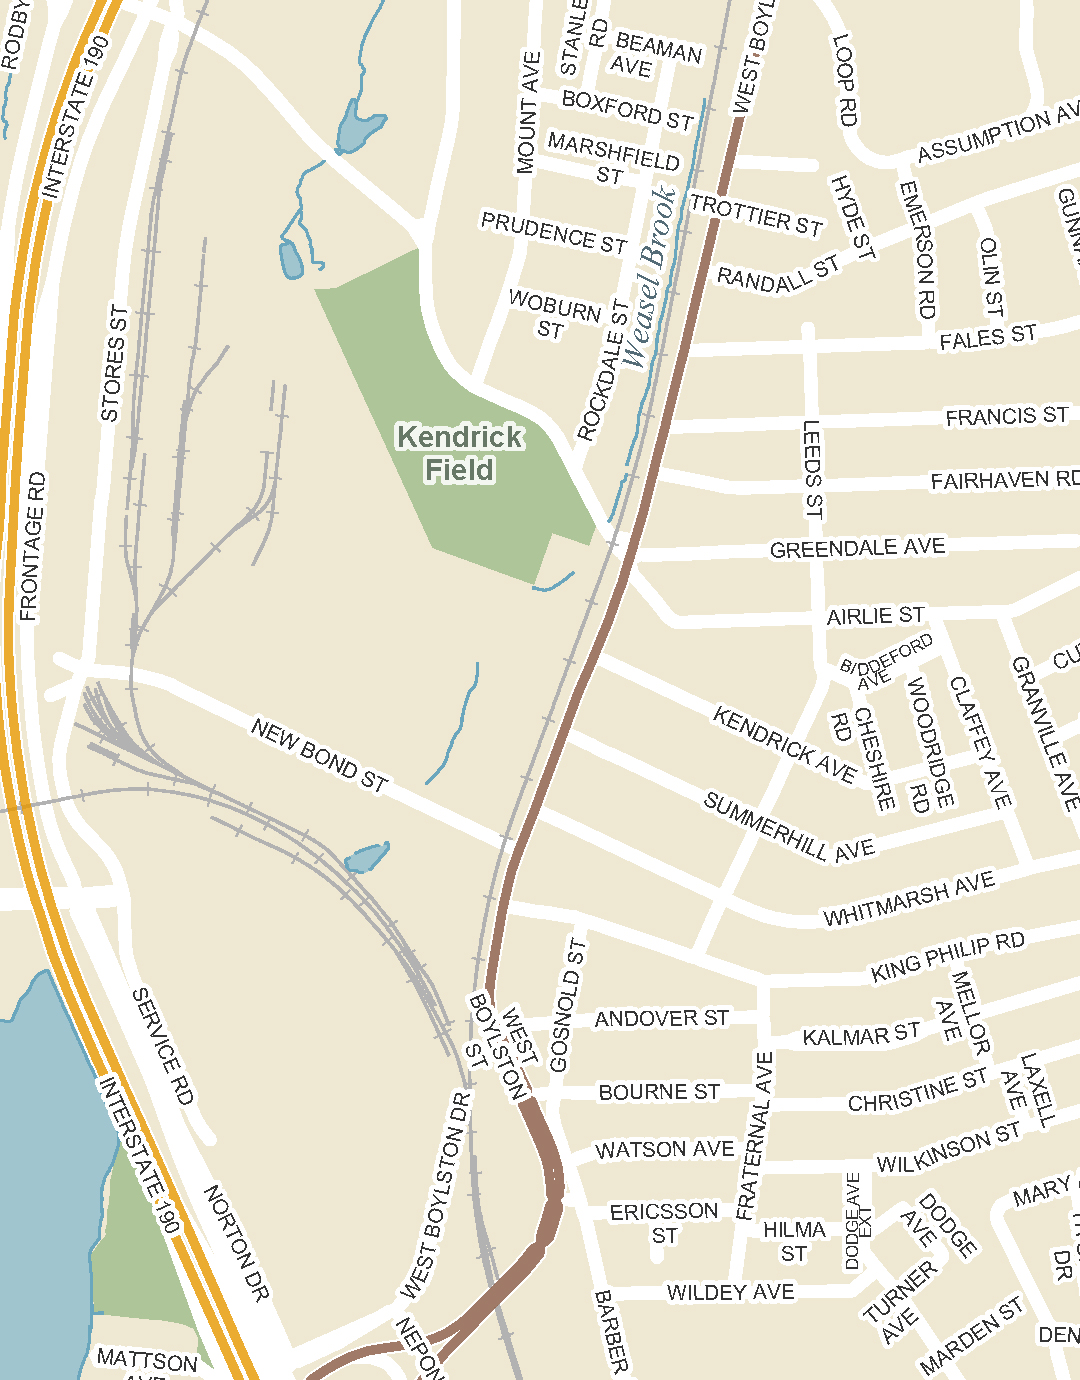 RODBY
INTERSTATE 190
STANLE
RD
BEAMAN
AVE
WEST BOYL
LOOP RD
MOUNT AVE
BOXFORD ST
ASSUMPTION AV
MARSHFIELD
ST
TROTTIER ST
HYDE ST
EMERSON RD
PRUDENCE ST
Weasel Brook
RANDALL ST
OLIN ST
WOBURN
ST
ROCKDALE ST
STORES ST
FALES ST
Kendrick
Field
FRANCIS ST
LEEDS ST
FAIRHAVEN RD
FRONTAGE RD
GREENDALE AVE
AIRLIE ST
BIDDEFORD
AVE
CHESHIRE
RD
WOODRIDGE
RD
CLAFFEY AVE
GRANVILLE AVE
NEW BOND ST
KENDRICK AVE
SUMMERHILL AVE
WHITMARSH AVE
KING PHILIP RD
GOSNOLD ST
SERVICE RD
WEST
BOYLSTON
ST
ANDOVER ST
KALMAR ST
MELLOR
AVE
BOURNE ST
CHRISTINE ST
LAXELL
AVE
FRATERNAL AVE
WATSON AVE
WILKINSON ST
INTERSTATE 190
WEST BOYLSTON DR
ERICSSON
ST
HILMA
ST
DODGE AVE
EXT
DODGE
AVE
MARY
DR
NORTON DR
WILDEY AVE
TURNER
AVE
BARBER
NEPON
MARDEN ST
DEN
MATTSON